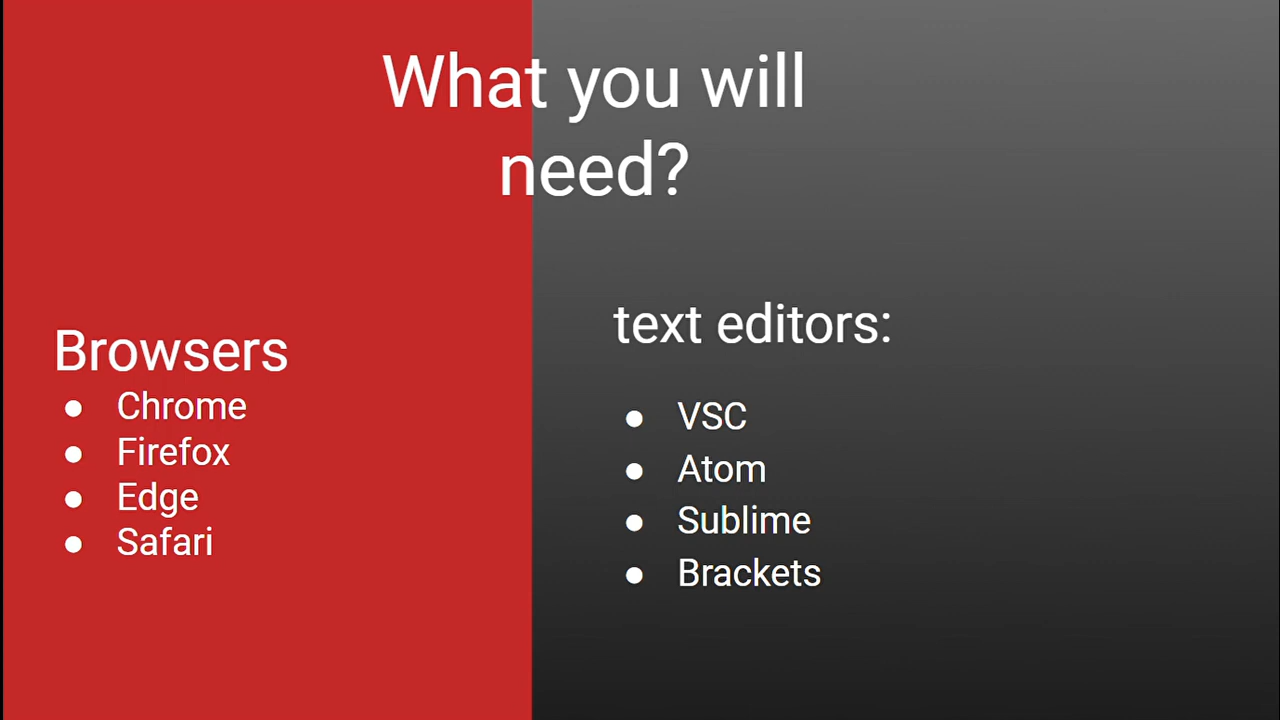 What you will
need?
Browsers
● Chrome
● Firefox
● Edge
● Safari
text editors:
● VSC
● Atom
● Sublime
● Brackets